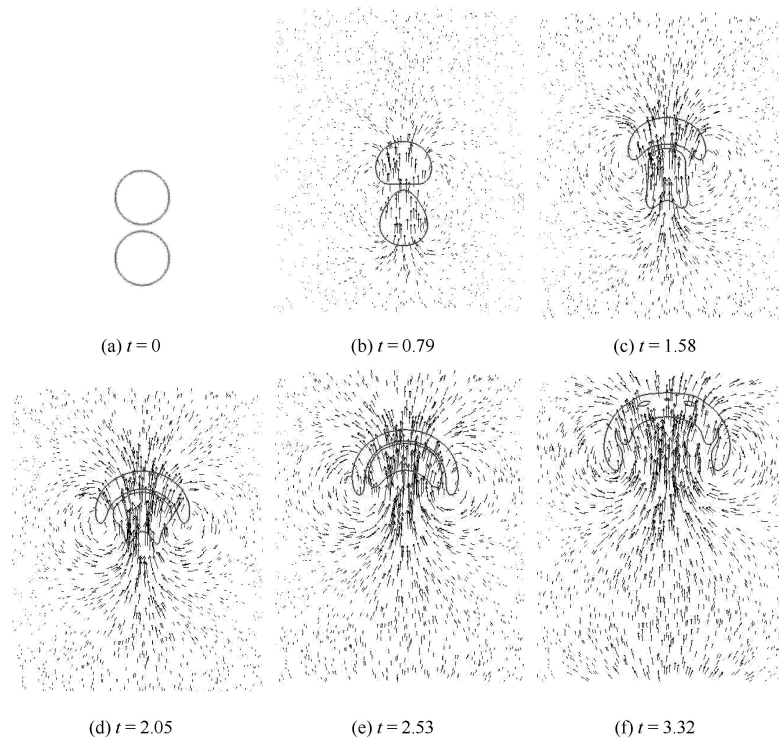 (a) t = 0
(b) t = 0.79
(c) t = 1.58
(d) t = 2.05
(e) t = 2.53
(f) t = 3.32